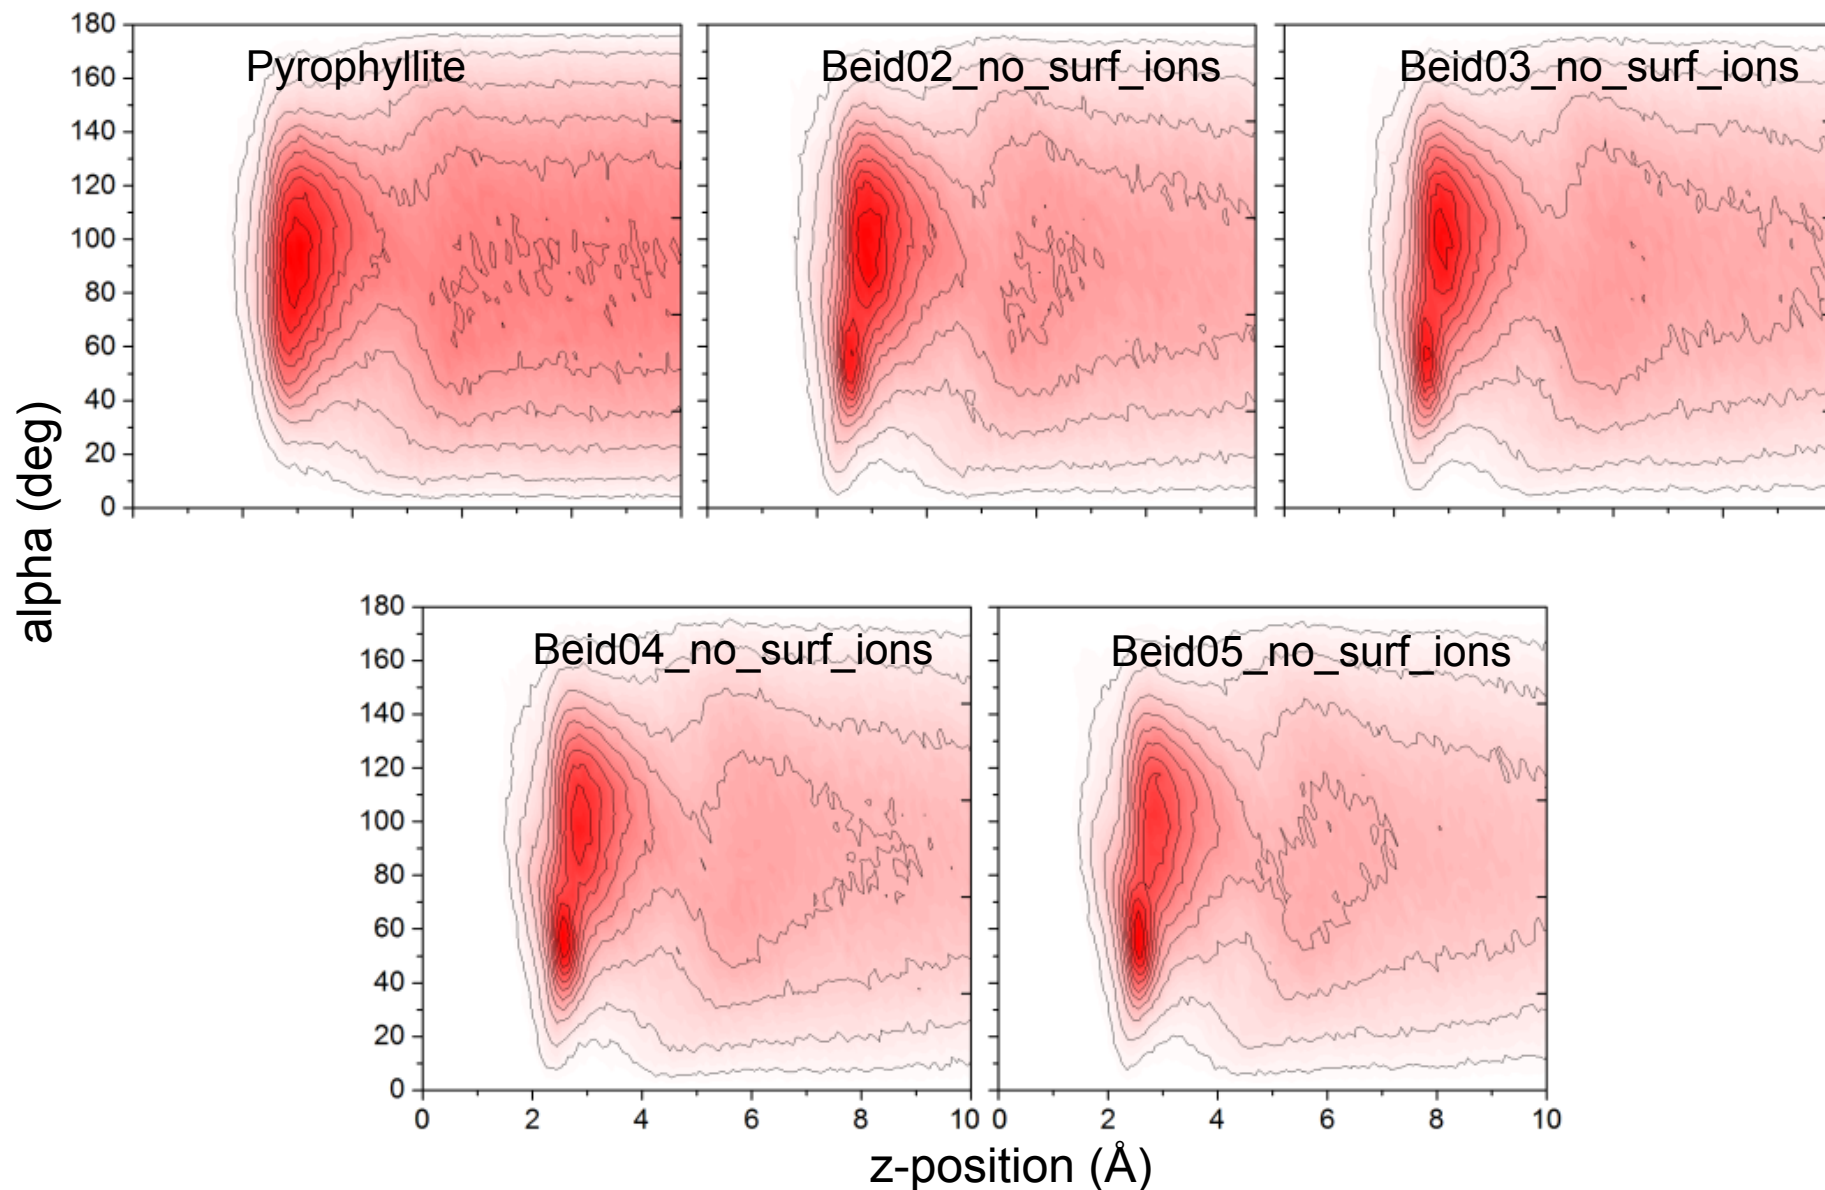 180
160
140
120
100
80
60
40
20
0
Pyrophyllite
Beid02_no_surf_ions
Beid03_no_surf_ions
alpha (deg)
180
160
140
120
100
80
60
40
20
0
Beid04_no_surf_ions
Beid05_no_surf_ions
0 2 4 6 8 10 0 2 4 6 8 10
z-position (Å)